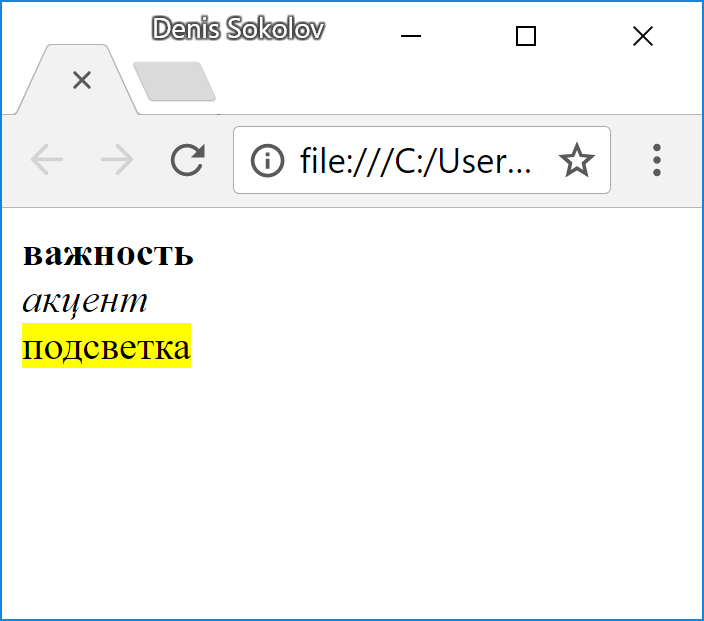 Denis Sokolov
file:///C:/User...
важность
акцент
подсветка